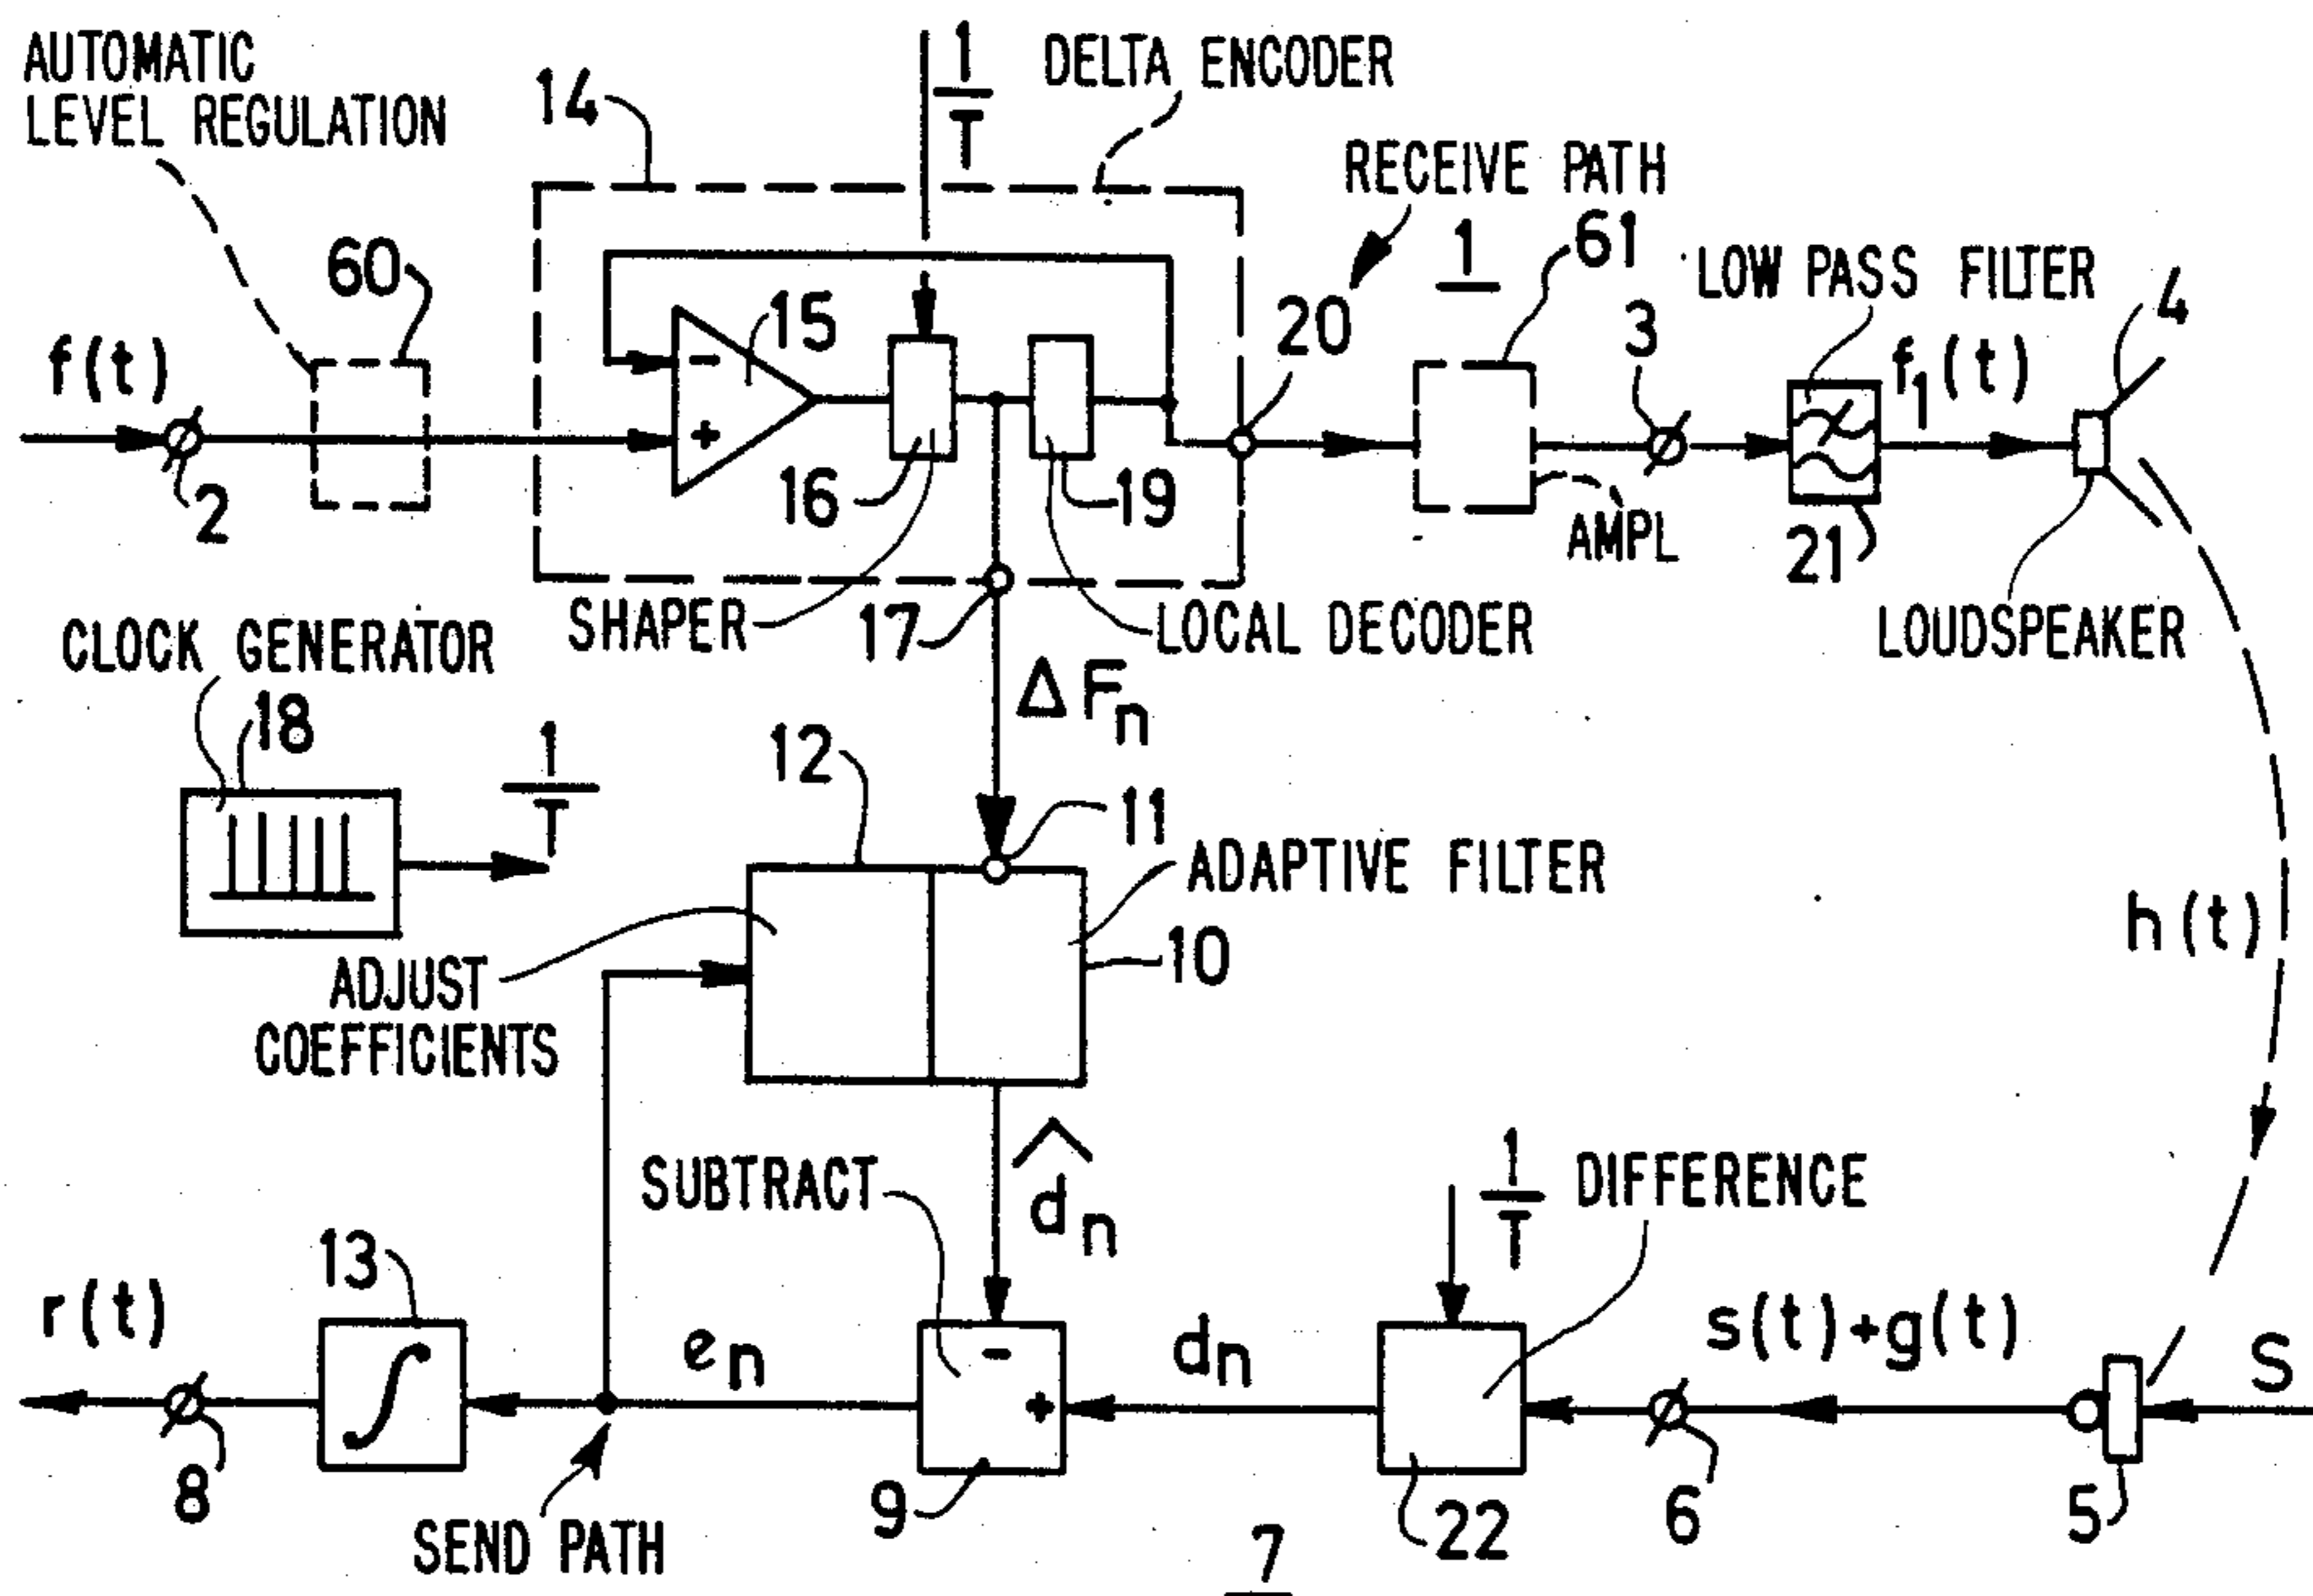 AUTOMATIC
LEVEL REGULATION
14
1/T
DELTA ENCODER
RECEIVE PATH
1
61
60
15
20
3
LOW PASS FILTER
4
f(t)
f₁(t)
-
+
2
16
19
AMPL
21
SHAPER
17
LOCAL DECODER
LOUDSPEAKER
CLOCK GENERATOR
18
1/T
ΔFn
12
11
ADAPTIVE FILTER
10
h(t)
ADJUST
COEFFICIENTS
SUBTRACT
d̂n
1/T
DIFFERENCE
13
r(t)
en
-
+
dn
s(t)+g(t)
S
8
9
22
6
5
SEND PATH
7